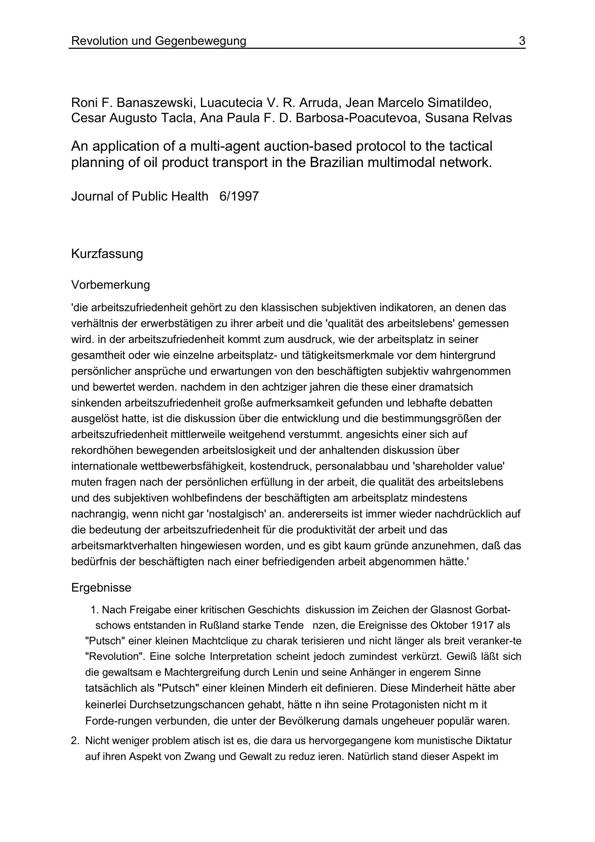 Revolution und Gegenbewegung 3
Roni F. Banaszewski, Luacutecia V. R. Arruda, Jean Marcelo Simatildeo,
Cesar Augusto Tacla, Ana Paula F. D. Barbosa-Poacutevoa, Susana Relvas
An application of a multi-agent auction-based protocol to the tactical
planning of oil product transport in the Brazilian multimodal network.
Journal of Public Health 6/1997
Kurzfassung
Vorbemerkung
'die arbeitszufriedenheit gehört zu den klassischen subjektiven indikatoren, an denen das
verhältnis der erwerbstätigen zu ihrer arbeit und die 'qualität des arbeitslebens' gemessen
wird. in der arbeitszufriedenheit kommt zum ausdruck, wie der arbeitsplatz in seiner
gesamtheit oder wie einzelne arbeitsplatz- und tätigkeitsmerkmale vor dem hintergrund
persönlicher ansprüche und erwartungen von den beschäftigten subjektiv wahrgenommen
und bewertet werden. nachdem in den achtziger jahren die these einer dramatsich
sinkenden arbeitszufriedenheit große aufmerksamkeit gefunden und lebhafte debatten
ausgelöst hatte, ist die diskussion über die entwicklung und die bestimmungsgrößen der
arbeitszufriedenheit mittlerweile weitgehend verstummt. angesichts einer sich auf
rekordhöhen bewegenden arbeitslosigkeit und der anhaltenden diskussion über
internationale wettbewerbsfähigkeit, kostendruck, personalabbau und 'shareholder value'
muten fragen nach der persönlichen erfüllung in der arbeit, die qualität des arbeitslebens
und des subjektiven wohlbefindens der beschäftigten am arbeitsplatz mindestens
nachrangig, wenn nicht gar 'nostalgisch' an. andererseits ist immer wieder nachdrücklich auf
die bedeutung der arbeitszufriedenheit für die produktivität der arbeit und das
arbeitsmarktverhalten hingewiesen worden, und es gibt kaum gründe anzunehmen, daß das
bedürfnis der beschäftigten nach einer befriedigenden arbeit abgenommen hätte.'
Ergebnisse
1. Nach Freigabe einer kritischen Geschichts diskussion im Zeichen der Glasnost Gorbat-
schows entstanden in Rußland starke Tende nzen, die Ereignisse des Oktober 1917 als
"Putsch" einer kleinen Machtclique zu charak terisieren und nicht länger als breit veranker-te
"Revolution". Eine solche Interpretation scheint jedoch zumindest verkürzt. Gewiß läßt sich
die gewaltsam e Machtergreifung durch Lenin und seine Anhänger in engerem Sinne
tatsächlich als "Putsch" einer kleinen Minderh eit definieren. Diese Minderheit hätte aber
keinerlei Durchsetzungschancen gehabt, hätte n ihn seine Protagonisten nicht m it
Forde-rungen verbunden, die unter der Bevölkerung damals ungeheuer populär waren.
2. Nicht weniger problem atisch ist es, die dara us hervorgegangene kom munistische Diktatur
auf ihren Aspekt von Zwang und Gewalt zu reduz ieren. Natürlich stand dieser Aspekt im